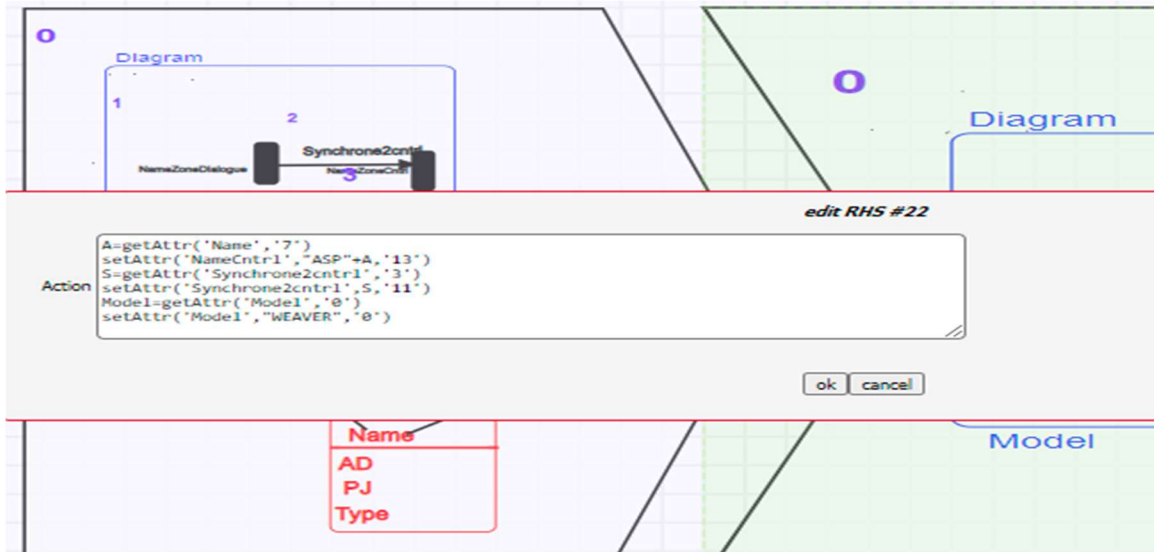 0
Diagram
0
1
2
Diagram
Synchrone2cntrl
NameZoneDialogue
NameZoneCntrl
3
edit RHS #22
Action
A=getAttr('Name','7')
setAttr('NameCntrl',"ASP"+A,'13')
S=getAttr('Synchrone2cntrl','3')
setAttr('Synchrone2cntrl',S,'11')
Model=getAttr('Model','0')
setAttr('Model',"WEAVER",'0')
ok cancel
Name
Model
AD
PJ
Type